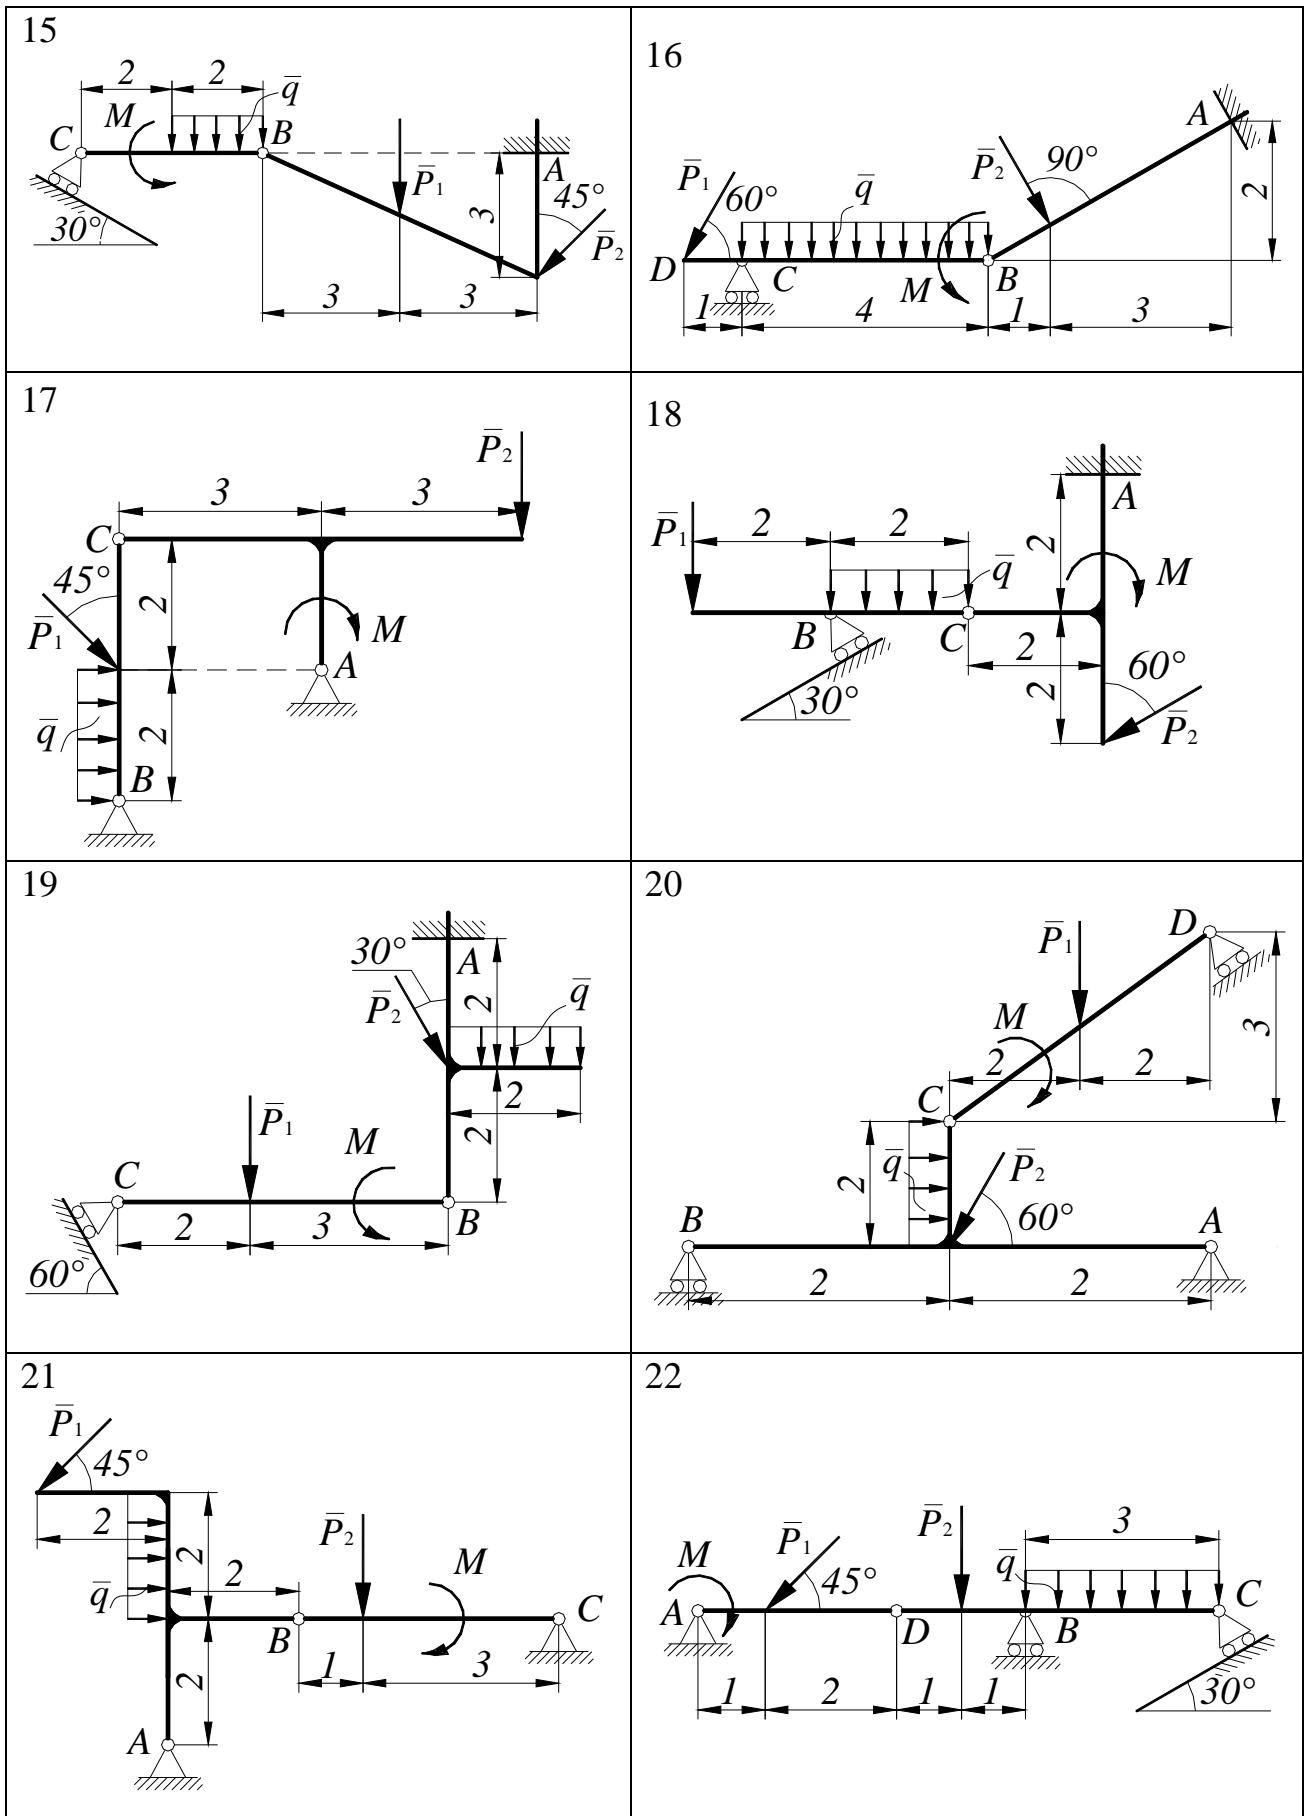 15
2 2
q̅
M
C B
P̅1
A
3
45°
P̅2
30°
3 3
16
A
P̅2 90°
P̅1
60° q̅
2
D C M B
1 4 1 3
17
P̅2
3 3
C
45°
2
P̅1 M
A
q̅ 2
B
18
A
P̅1
2 2
2
q̅ M
B C
2
60°
30° 2
P̅2
19
30° A
P̅2 2 q̅
2
P̅1 2
M
C
2 3 B
60°
20
D
P̅1
M 3
2 2
C
q̅ P̅2
2
60°
B A
2 2
21
P̅1
45°
2
2
P̅2
M
q̅ 2
B C
1 3
2
A
22
P̅2 3
M P̅1 q̅
45°
A D B C
1 2 1 1 30°